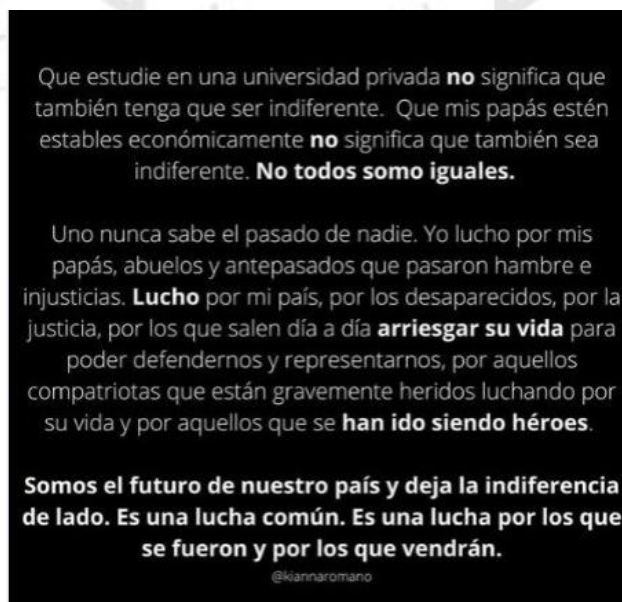 Que estudie en una universidad privada no significa que
también tenga que ser indiferente. Que mis papás estén
estables económicamente no significa que también sea
indiferente. No todos somo iguales.
Uno nunca sabe el pasado de nadie. Yo lucho por mis
papás, abuelos y antepasados que pasaron hambre e
injusticias. Lucho por mi país, por los desaparecidos, por la
justicia, por los que salen día a día arriesgar su vida para
poder defendernos y representarnos, por aquellos
compatriotas que están gravemente heridos luchando por
su vida y por aquellos que se han ido siendo héroes.
Somos el futuro de nuestro país y deja la indiferencia
de lado. Es una lucha común. Es una lucha por los que
se fueron y por los que vendrán.
@kiannaromano